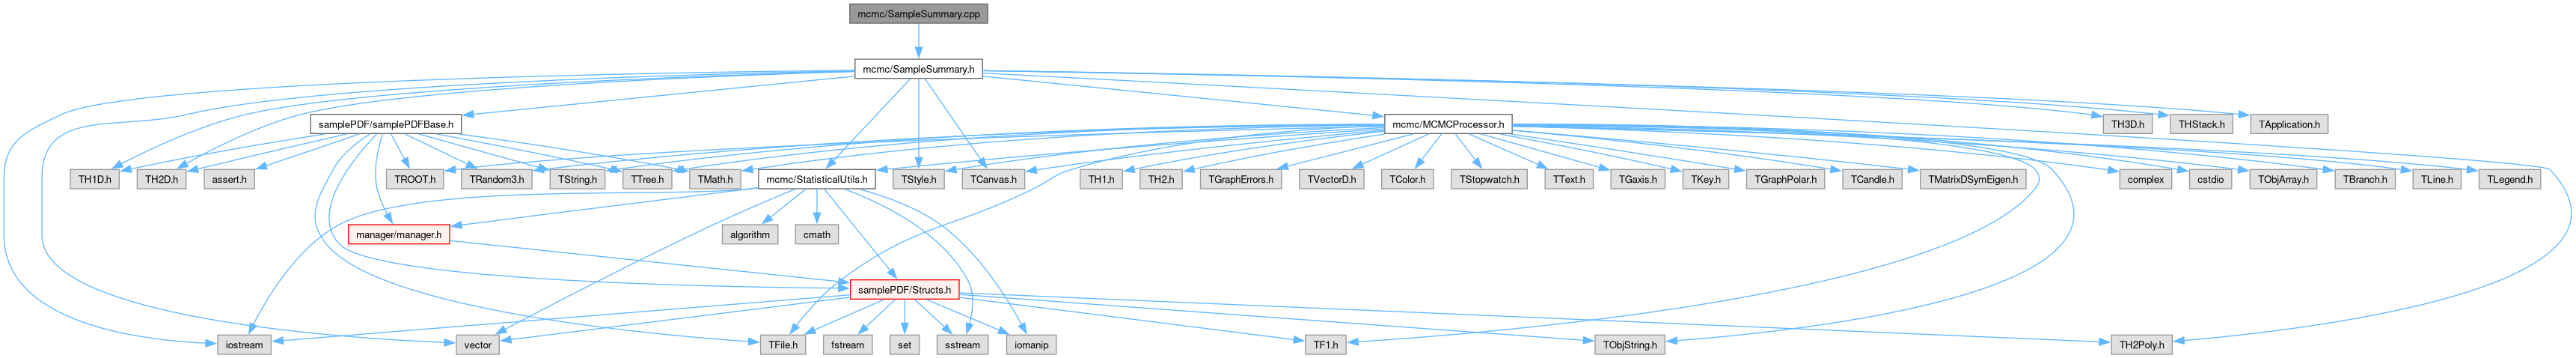 mcmc/SampleSummary.cpp
mcmc/SampleSummary.h
samplePDF/samplePDFBase.h
mcmc/MCMCProcessor.h
TH3D.h
THStack.h
TApplication.h
TH1D.h
TH2D.h
assert.h
TROOT.h
TRandom3.h
TString.h
TTree.h
TMath.h
mcmc/StatisticalUtils.h
TStyle.h
TCanvas.h
TH1.h
TH2.h
TGraphErrors.h
TVectorD.h
TColor.h
TStopwatch.h
TText.h
TGaxis.h
TKey.h
TGraphPolar.h
TCandle.h
TMatrixDSymEigen.h
complex
cstdio
TObjArray.h
TBranch.h
TLine.h
TLegend.h
manager/manager.h
algorithm
cmath
samplePDF/Structs.h
iostream
vector
TFile.h
fstream
set
sstream
iomanip
TF1.h
TObjString.h
TH2Poly.h